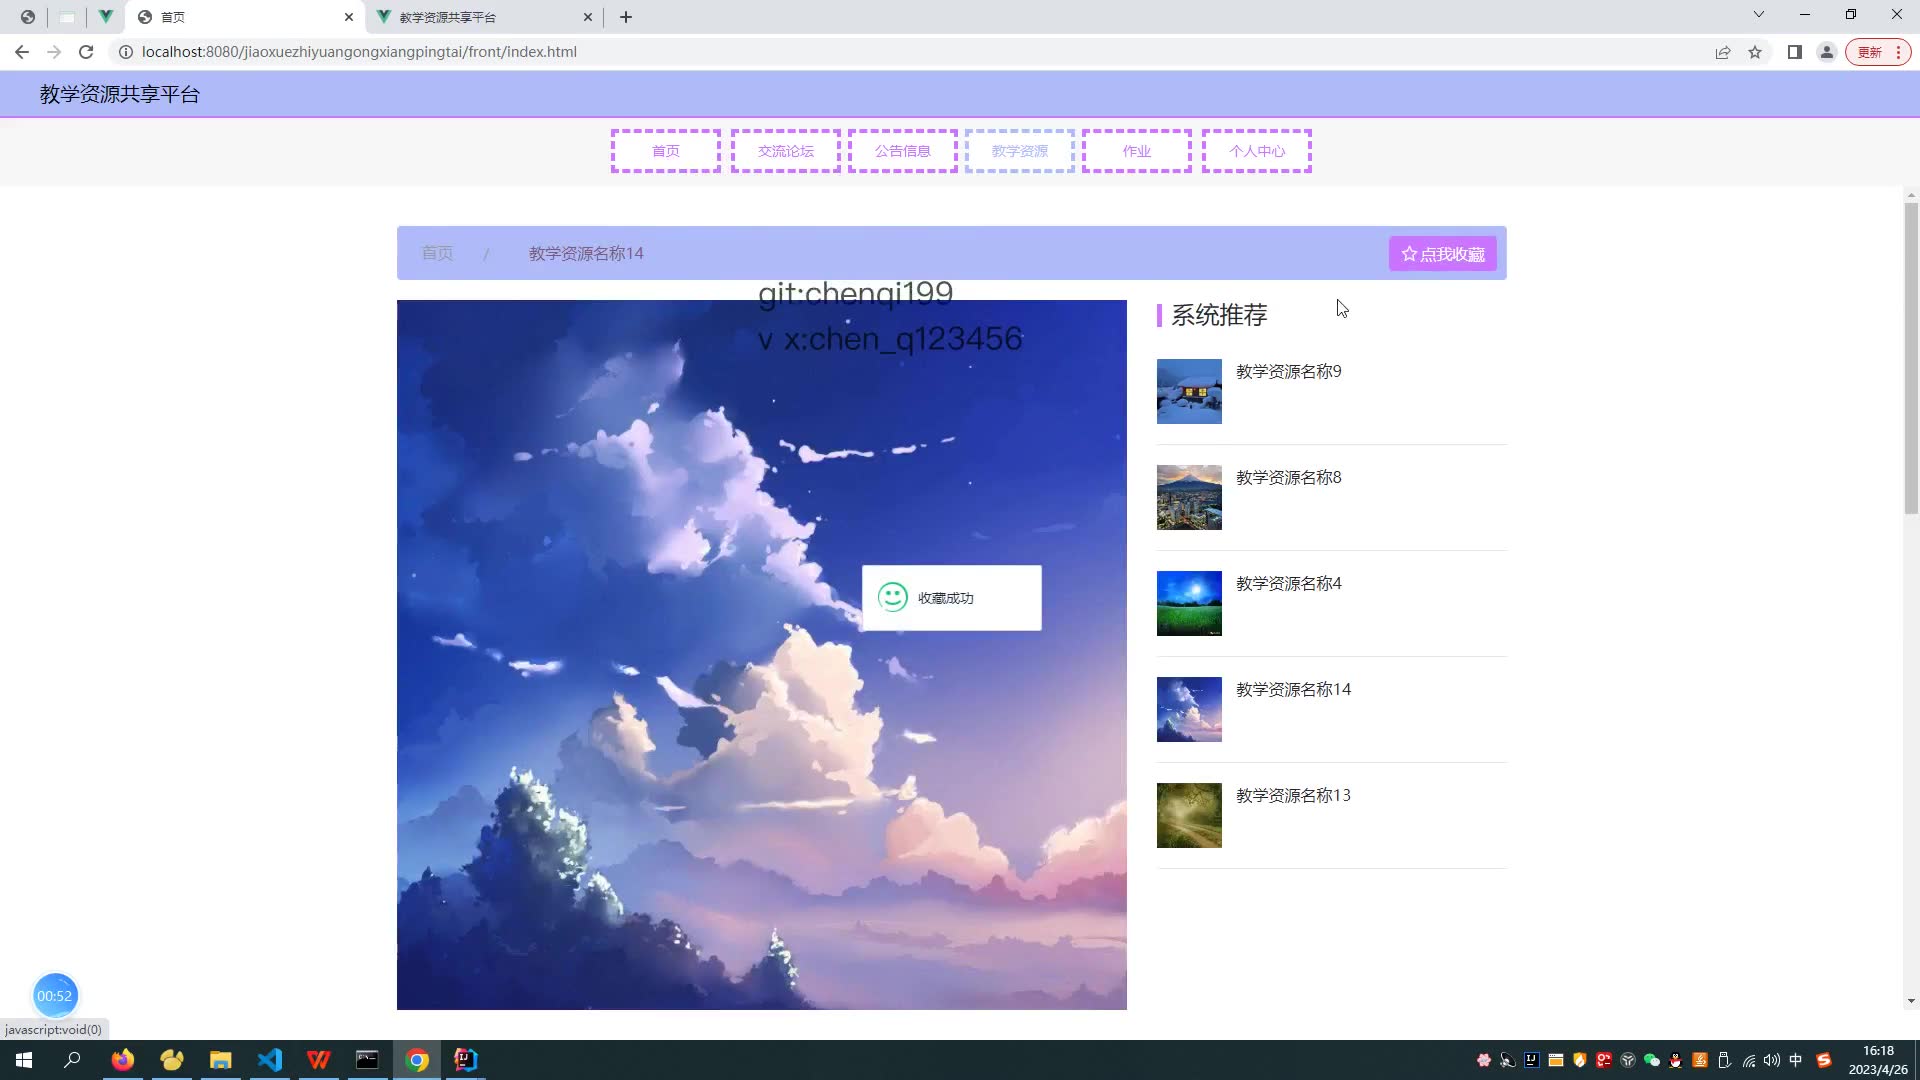 首页
教学资源共享平台
localhost:8080/jiaoxuezhiyuangongxiangpingtai/front/index.html
更新
教学资源共享平台
首页
交流论坛
公告信息
教学资源
作业
个人中心
首页 / 教学资源名称14
点我收藏
git:chenqi199
v x:chen_q123456
系统推荐
教学资源名称9
教学资源名称8
教学资源名称4
教学资源名称14
教学资源名称13
收藏成功
00:52
javascript:void(0)
中
16:18
2023/4/26